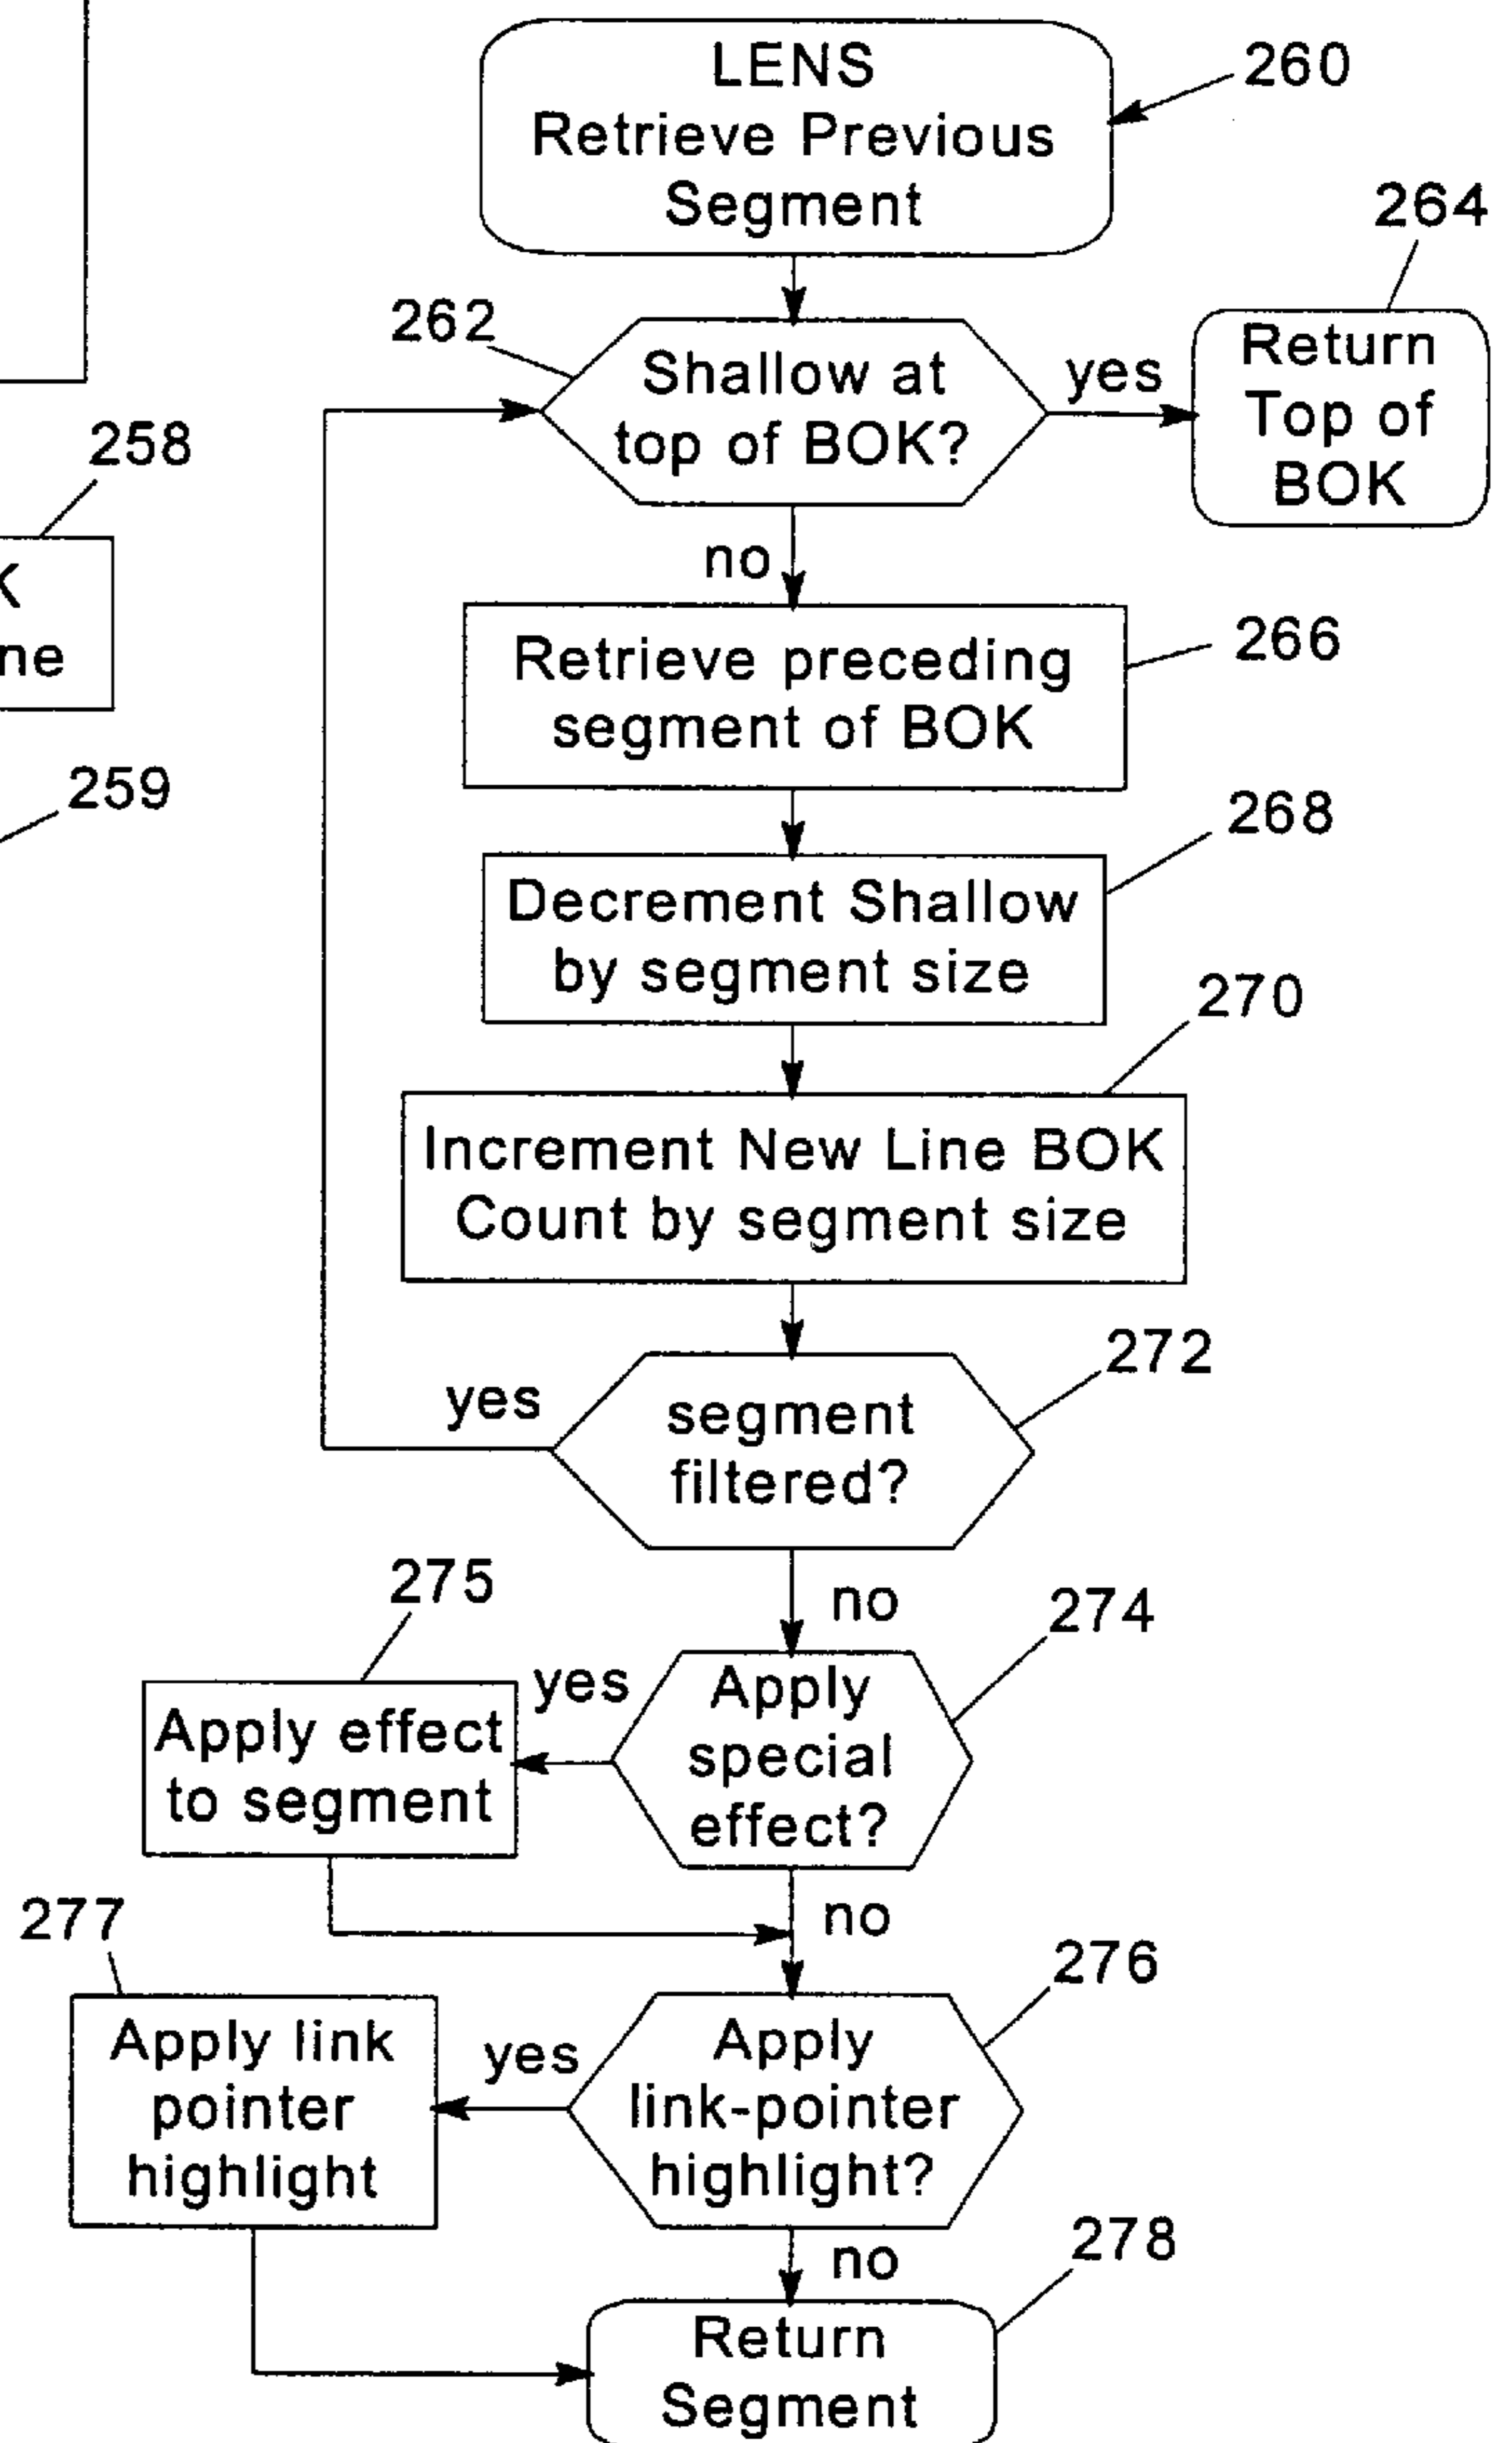 LENS
Retrieve Previous
Segment
260
264
262
Shallow at
top of BOK?
yes
Return
Top of
BOK
258
no
K
ne
Retrieve preceding
segment of BOK
266
259
268
Decrement Shallow
by segment size
270
Increment New Line BOK
Count by segment size
272
yes
segment
filtered?
275
no
274
Apply effect
to segment
yes
Apply
special
effect?
277
no
276
Apply link
pointer
highlight
yes
Apply
link-pointer
highlight?
no
278
Return
Segment